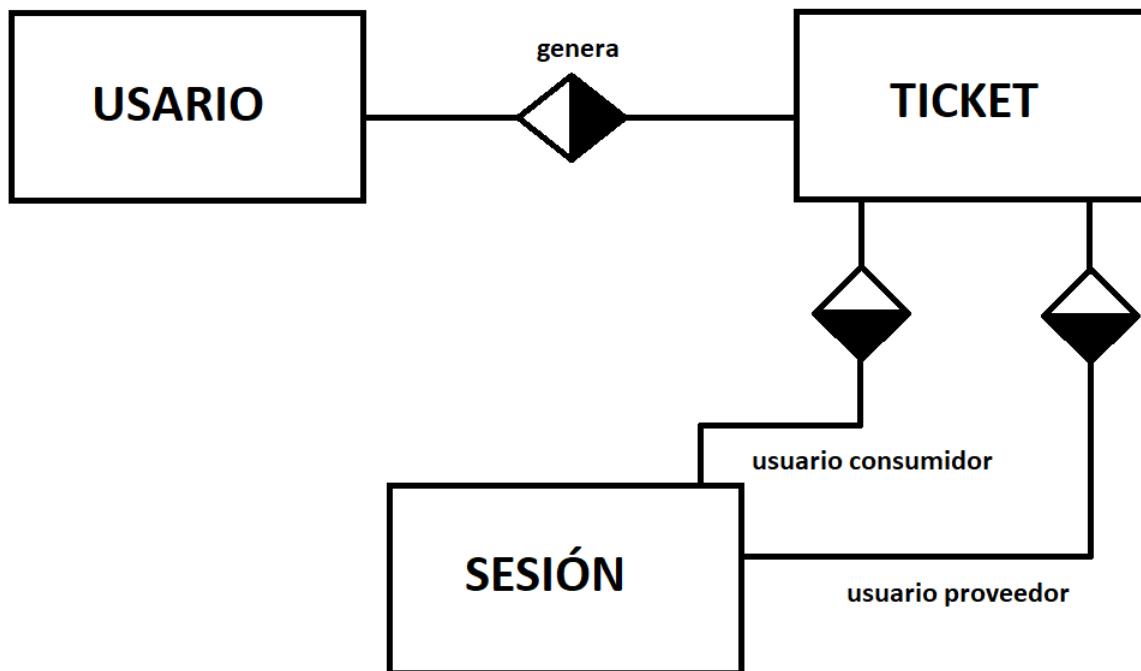 genera
USARIO
TICKET
usuario consumidor
SESIÓN
usuario proveedor